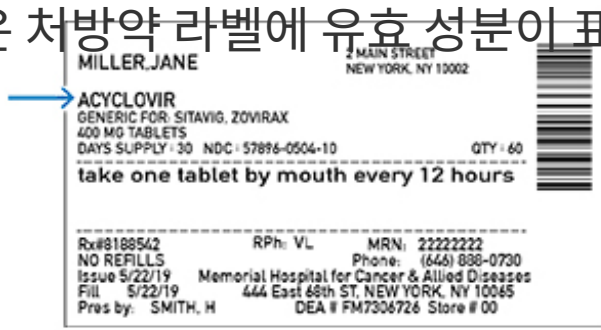 은 처방약 라벨에 유효 성분이 표
MILLER,JANE
2 MAIN STREET
NEW YORK, NY 10002
ACYCLOVIR
GENERIC FOR: SITAVIG, ZOVIRAX
400 MG TABLETS
DAYS SUPPLY: 30 NDC: 57896-0504-10 QTY: 60
take one tablet by mouth every 12 hours
Rx#8188542 RPh: VL MRN: 22222222
NO REFILLS Phone: (646) 888-0730
Issue 5/22/19 Memorial Hospital for Cancer & Allied Diseases
Fill 5/22/19 444 East 68th ST, NEW YORK, NY 10065
Pres by: SMITH, H DEA # FM7306726 Store # 00